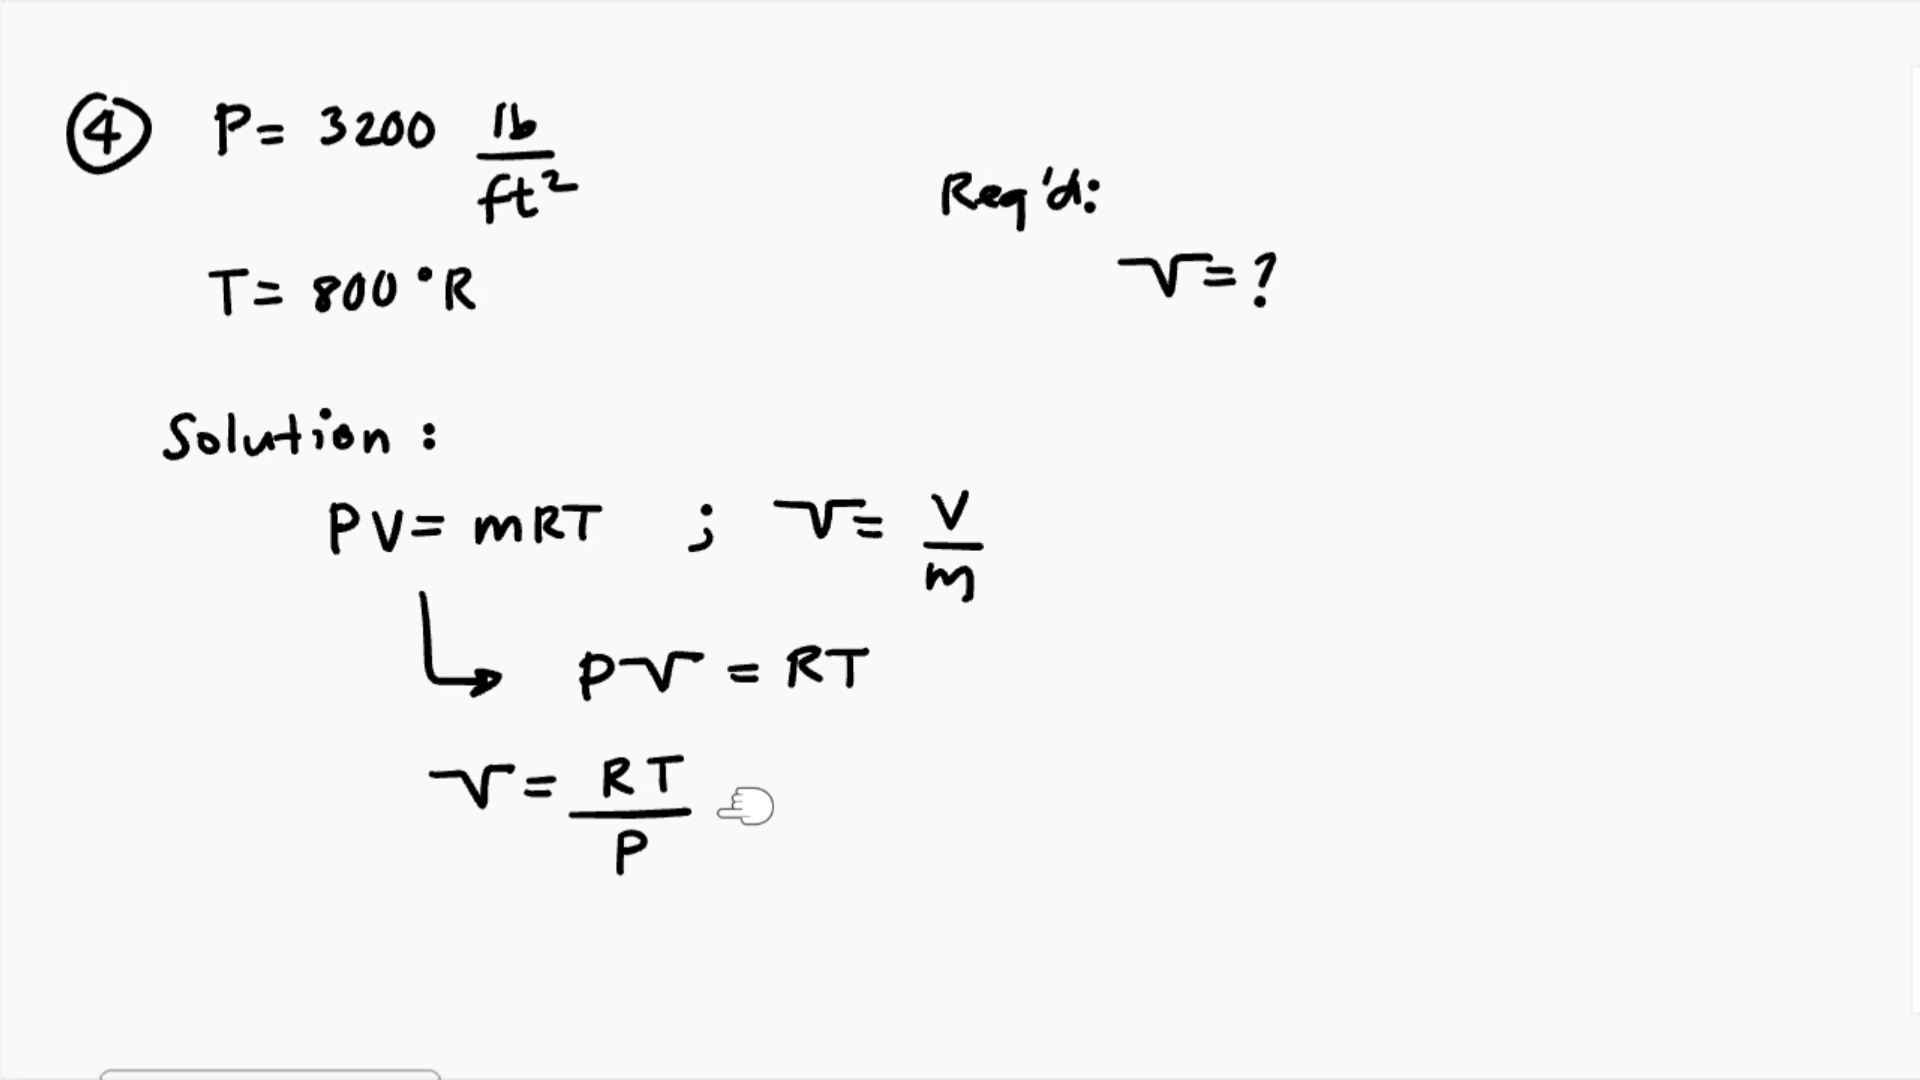 ④ P = 3200 lb/ft²
Req'd:
v = ?
T = 800 °R
Solution :
PV = mRT ; v = V/m
Pv = RT
v = RT/P